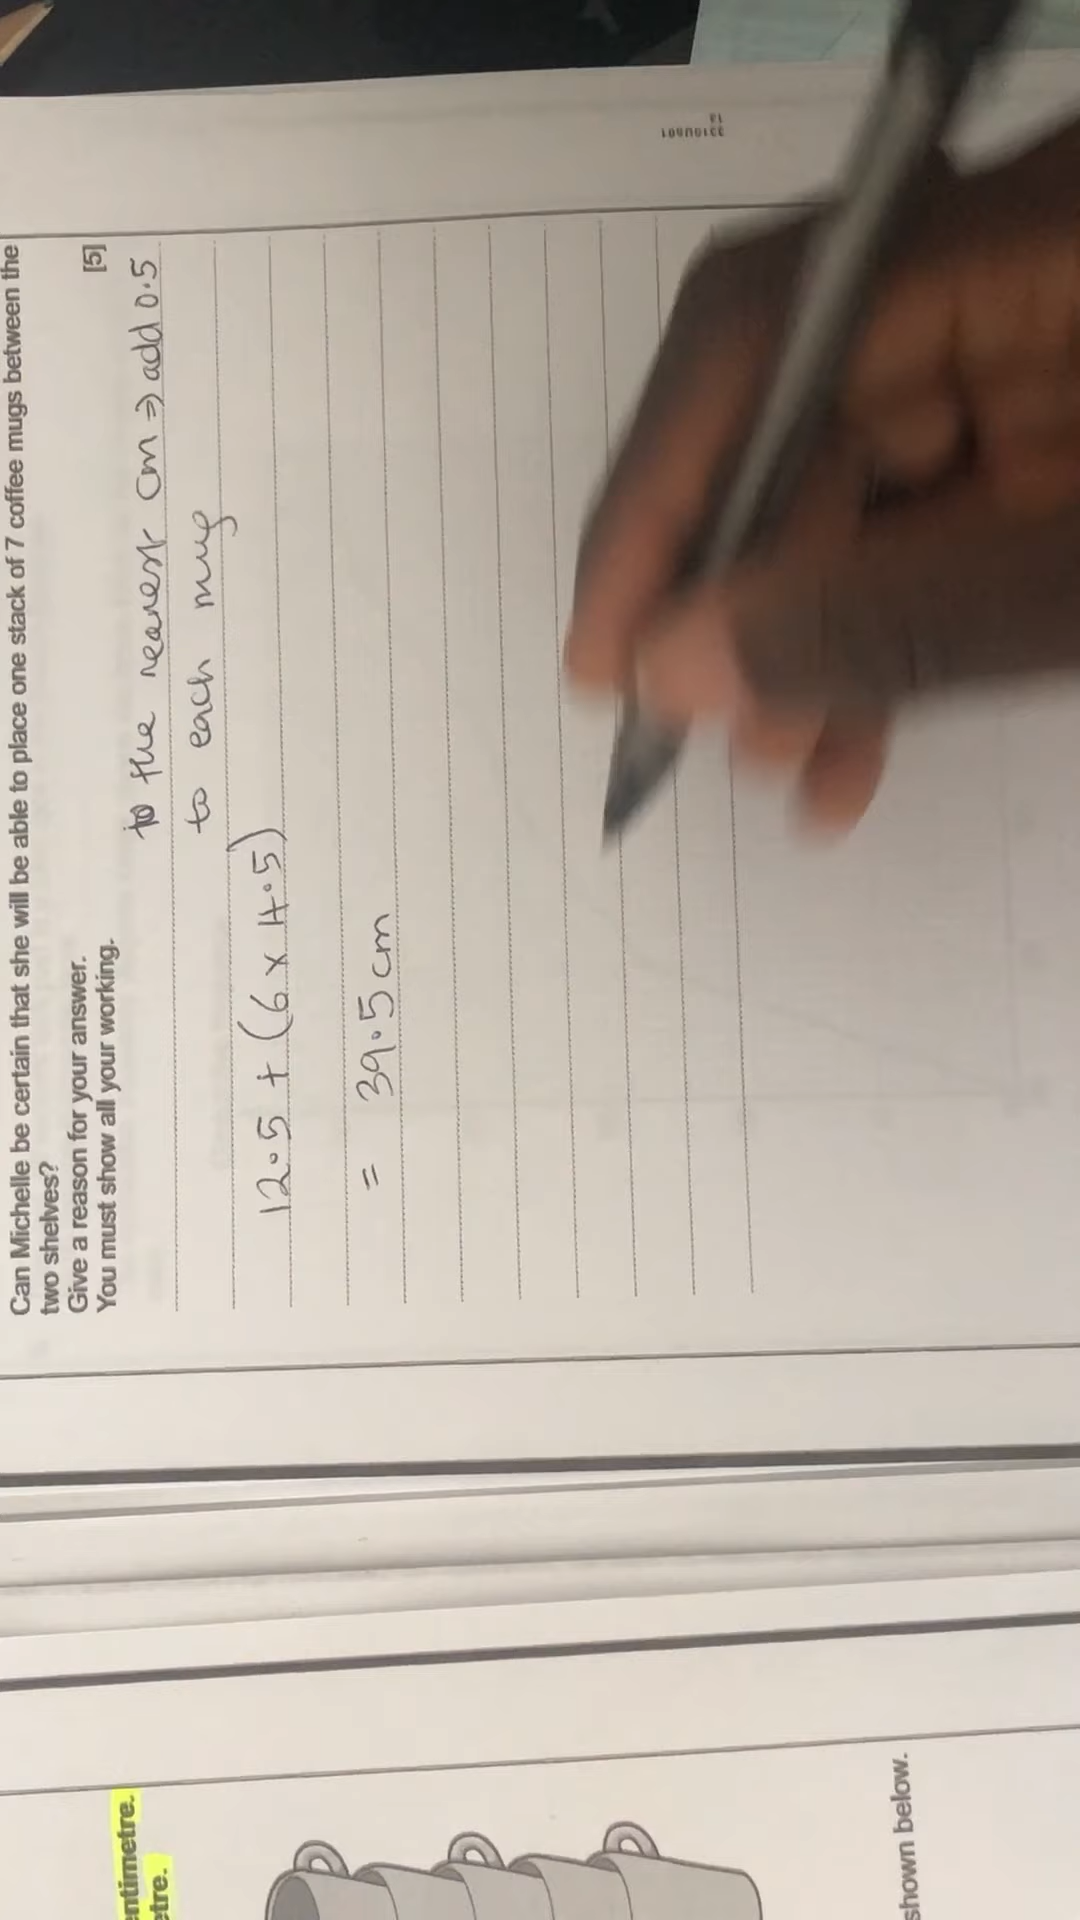 Can Michelle be certain that she will be able to place one stack of 7 coffee mugs between the
two shelves?
Give a reason for your answer.
You must show all your working. [5]
to the nearest cm ⇒ add 0.5
to each mug
12.5 + (6 x 4.5)
= 39.5 cm
shown below.